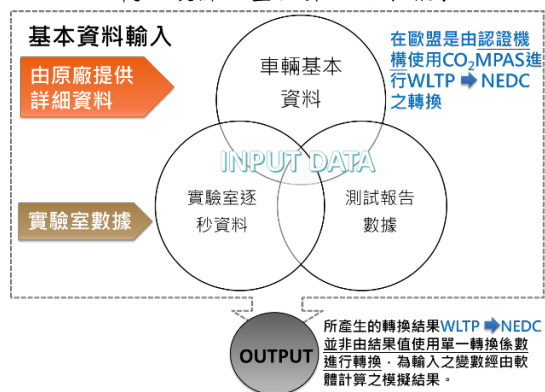 基本資料輸入
由原廠提供
詳細資料
車輛基本
資料
在歐盟是由認證機
構使用CO₂MPAS進
行WLTP➡NEDC
之轉換
INPUT DATA
實驗室逐
秒資料
測試報告
數據
實驗室數據
OUTPUT
所產生的轉換結果WLTP➡NEDC
並非由結果值使用單一轉換係數
進行轉換，為輸入之變數經由軟
體計算之模擬結果。